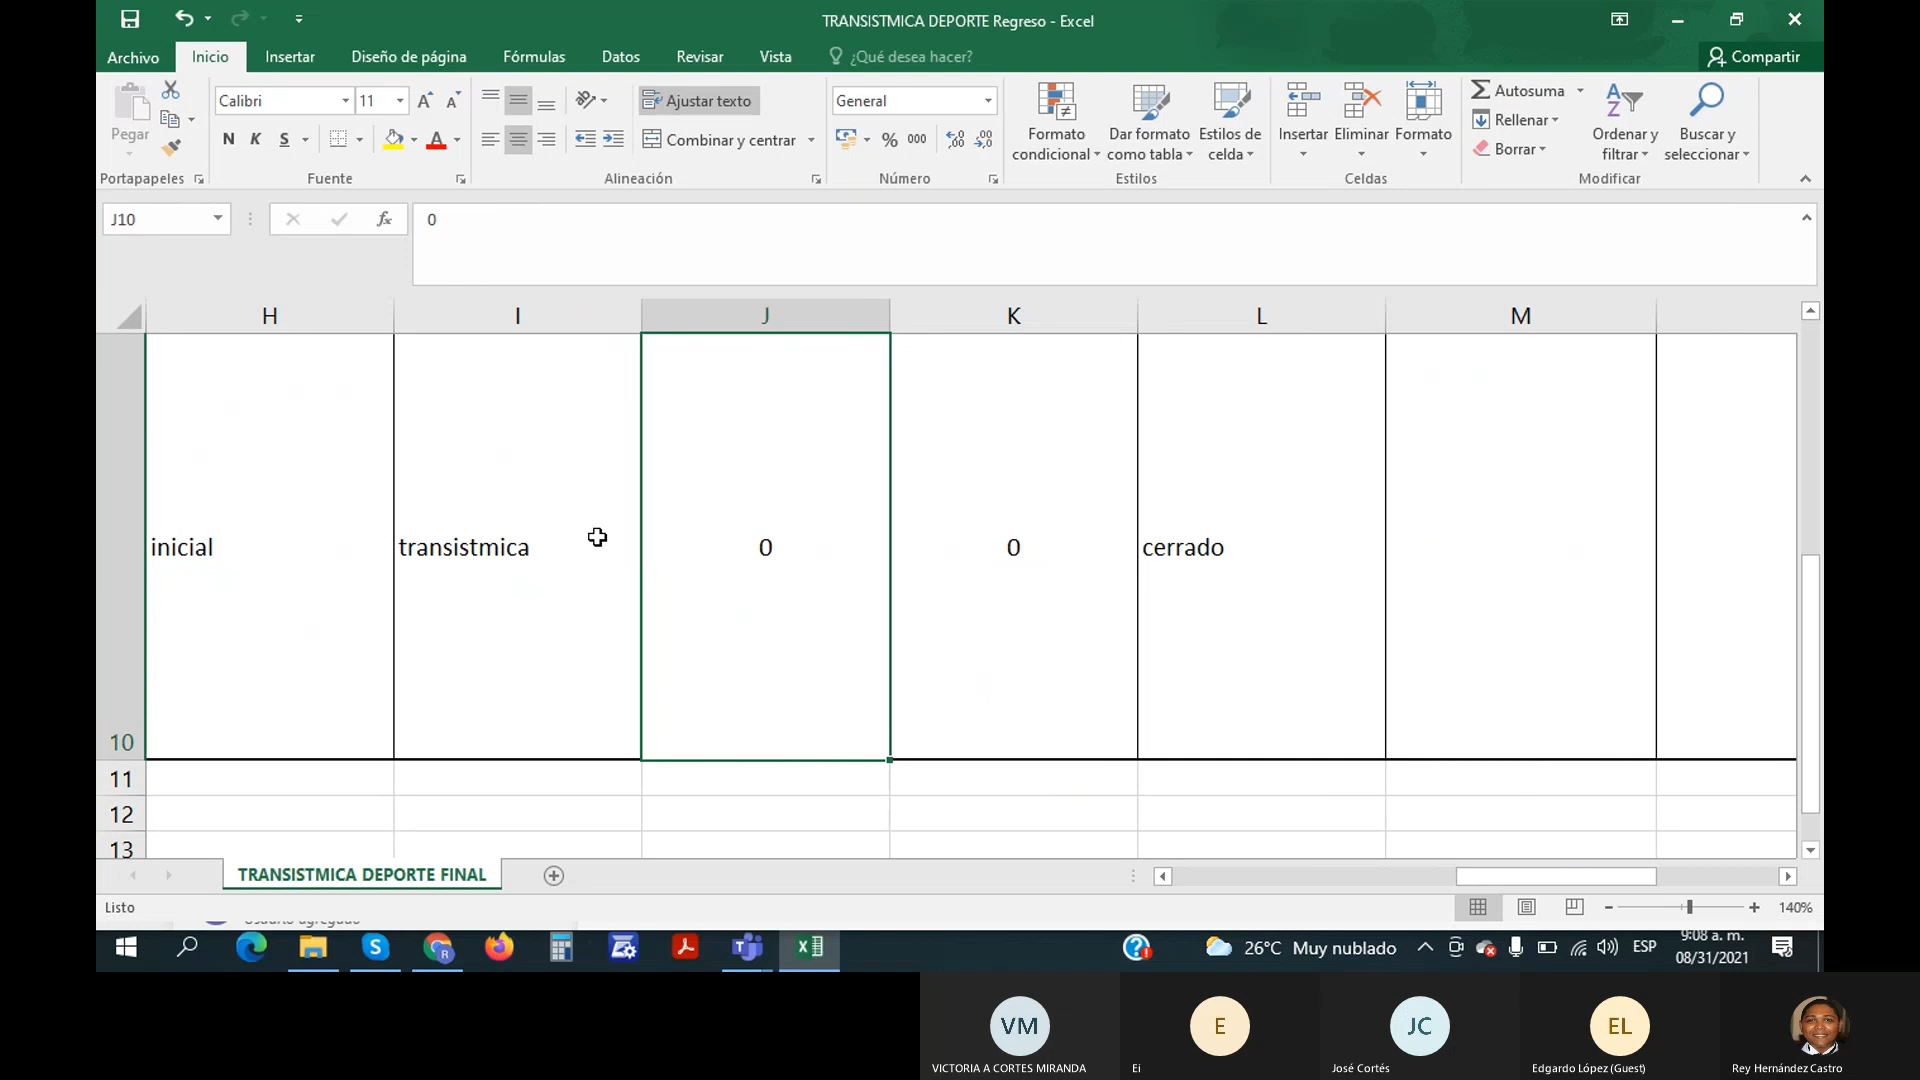 TRANSISTMICA DEPORTE Regreso - Excel
Archivo Inicio Insertar Diseño de página Fórmulas Datos Revisar Vista ¿Qué desea hacer? Compartir
Pegar
Calibri 11
N K S
Ajustar texto
Combinar y centrar
General
% 000
Formato condicional
Dar formato como tabla
Estilos de celda
Insertar Eliminar Formato
Autosuma
Rellenar
Borrar
Ordenar y filtrar
Buscar y seleccionar
Portapapeles Fuente Alineación Número Estilos Celdas Modificar
J10 fx 0
H I J K L M
inicial transistmica 0 0 cerrado
10
11
12
13
TRANSISTMICA DEPORTE FINAL
Listo 140%
Usuario agregado
26°C Muy nublado ESP 9:08 a. m.
08/31/2021
VM E JC EL
VICTORIA A CORTES MIRANDA Ei José Cortés Edgardo López (Guest) Rey Hernández Castro